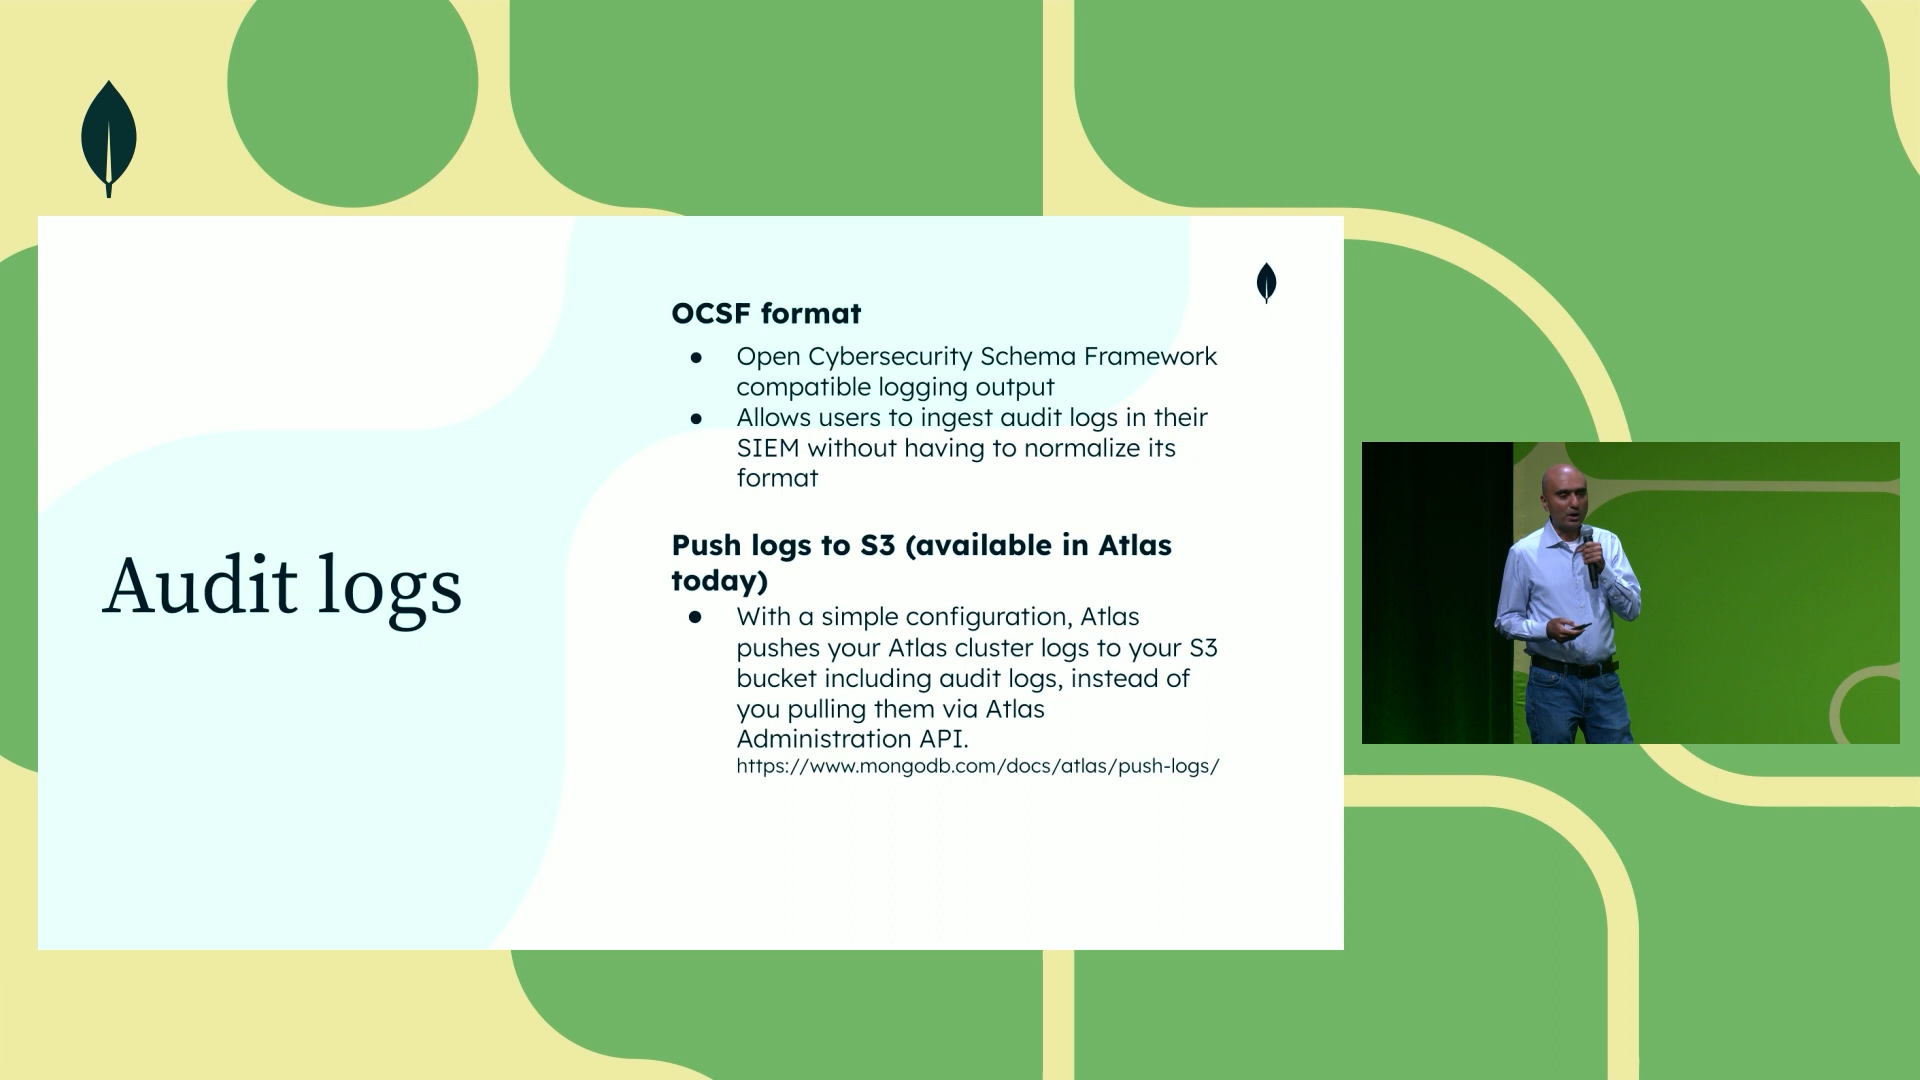 Audit logs
OCSF format
● Open Cybersecurity Schema Framework
compatible logging output
● Allows users to ingest audit logs in their
SIEM without having to normalize its
format
Push logs to S3 (available in Atlas
today)
● With a simple configuration, Atlas
pushes your Atlas cluster logs to your S3
bucket including audit logs, instead of
you pulling them via Atlas
Administration API.
https://www.mongodb.com/docs/atlas/push-logs/